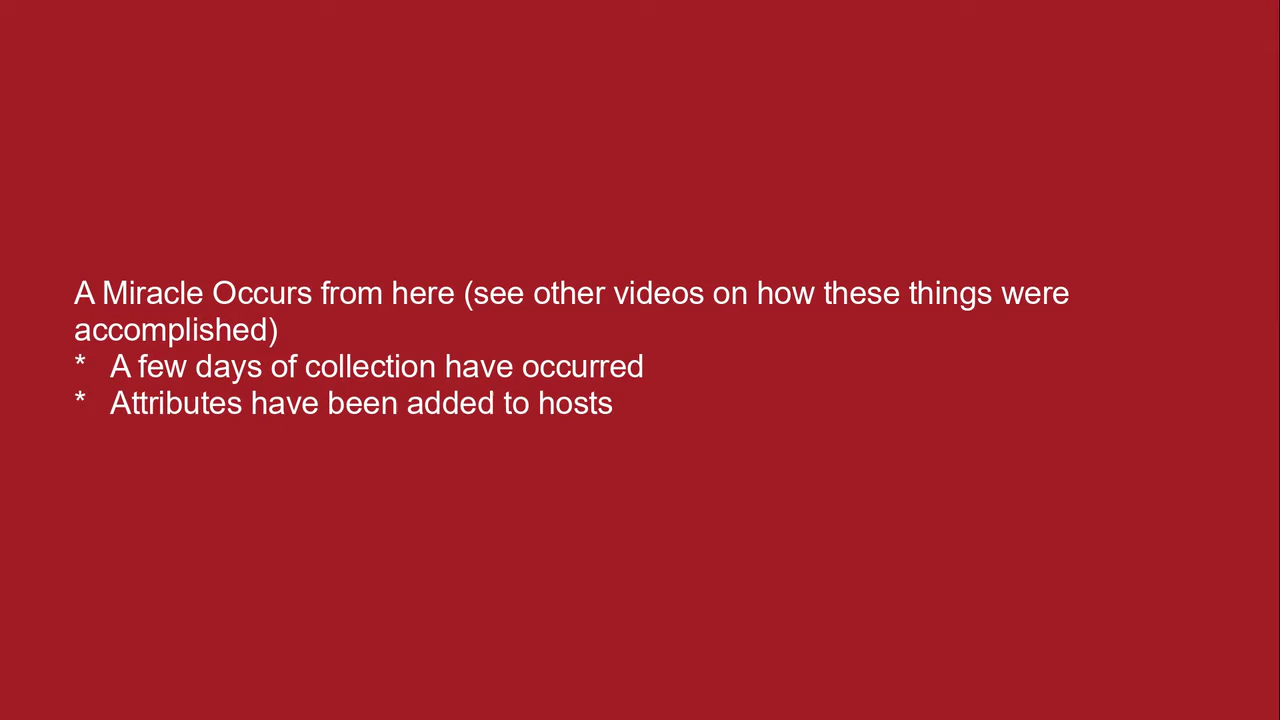 A Miracle Occurs from here (see other videos on how these things were
accomplished)
* A few days of collection have occurred
* Attributes have been added to hosts